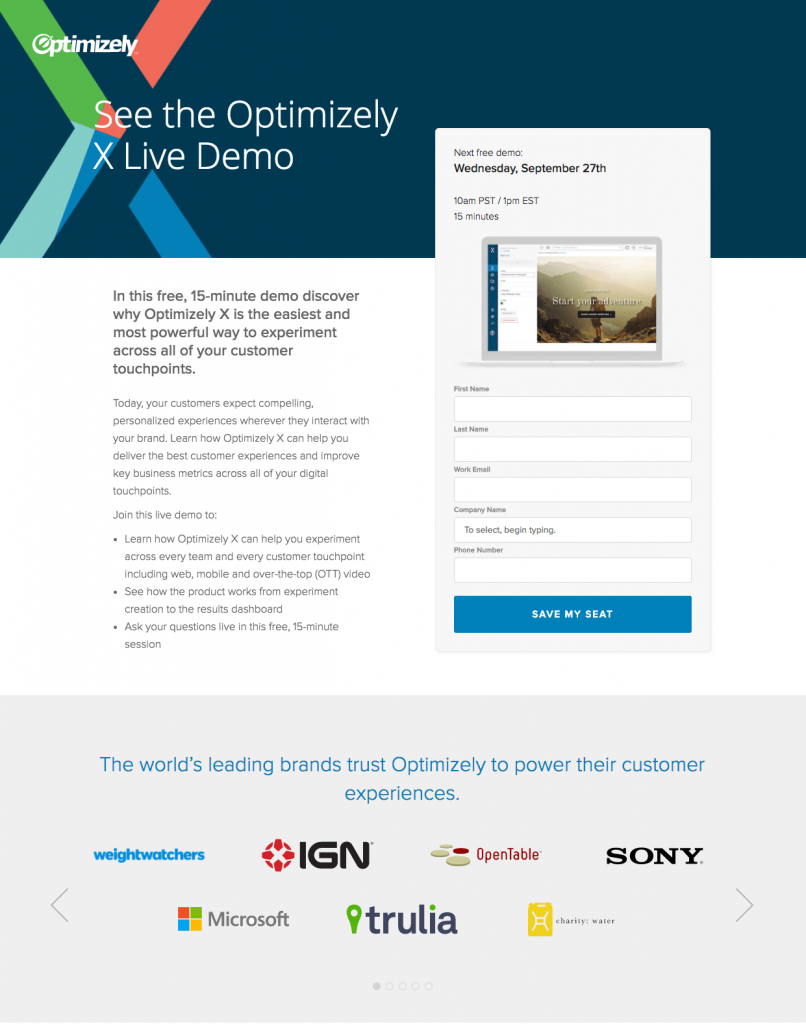 Optimizely
See the Optimizely
X Live Demo
Next free demo:
Wednesday, September 27th
10am PST / 1pm EST
15 minutes
Start your adventure
In this free, 15-minute demo discover
why Optimizely X is the easiest and
most powerful way to experiment
across all of your customer
touchpoints.
Today, your customers expect compelling,
personalized experiences wherever they interact with
your brand. Learn how Optimizely X can help you
deliver the best customer experiences and improve
key business metrics across all of your digital
touchpoints.
Join this live demo to:
• Learn how Optimizely X can help you experiment
across every team and every customer touchpoint
including web, mobile and over-the-top (OTT) video
• See how the product works from experiment
creation to the results dashboard
• Ask your questions live in this free, 15-minute
session
First Name
Last Name
Work Email
Company Name
To select, begin typing.
Phone Number
SAVE MY SEAT
The world's leading brands trust Optimizely to power their customer
experiences.
weightwatchers
IGN
OpenTable
SONY
Microsoft
trulia
charity: water